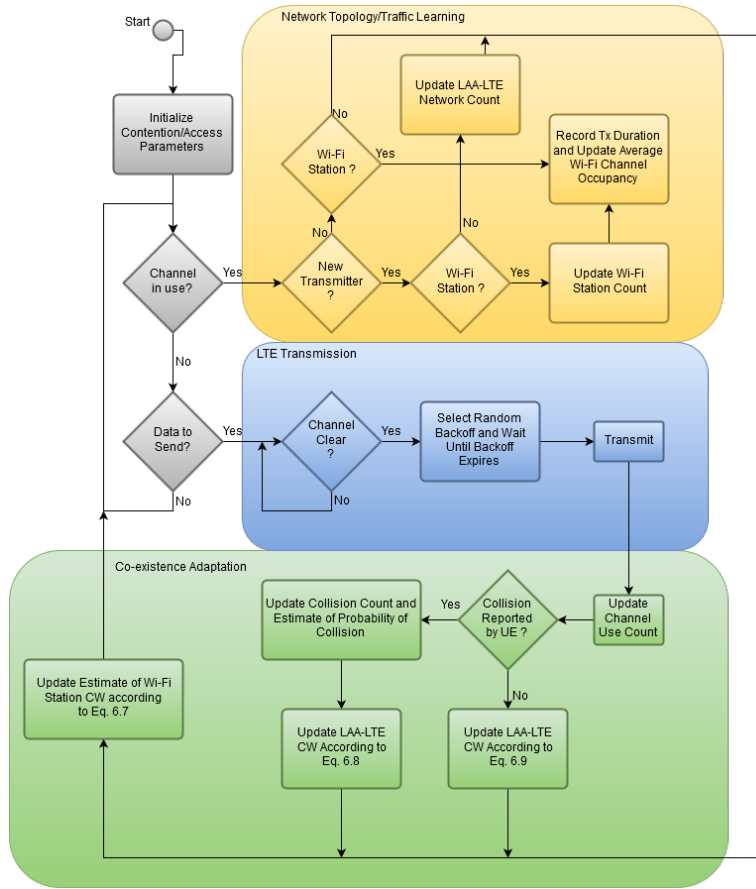 Network Topology/Traffic Learning
Start
Initialize
Contention/Access
Parameters
No
Update LAA-LTE
Network Count
Wi-Fi
Station ?
Yes
Record Tx Duration
and Update Average
Wi-Fi Channel
Occupancy
No
No
Channel
in use?
Yes
New
Transmitter
?
Yes
Wi-Fi
Station ?
Yes
Update Wi-Fi
Station Count
No
LTE Transmission
Data to
Send?
Yes
Channel
Clear
?
Yes
Select Random
Backoff and Wait
Until Backoff
Expires
Transmit
No
No
Co-existence Adaptation
Update Collision Count and
Estimate of Probability of
Collision
Yes
Collision
Reported
by UE ?
Update
Channel
Use Count
No
Update Estimate of Wi-Fi
Station CW according
to Eq. 6.7
Update LAA-LTE
CW According to
Eq. 6.8
Update LAA-LTE
CW According to
Eq. 6.9